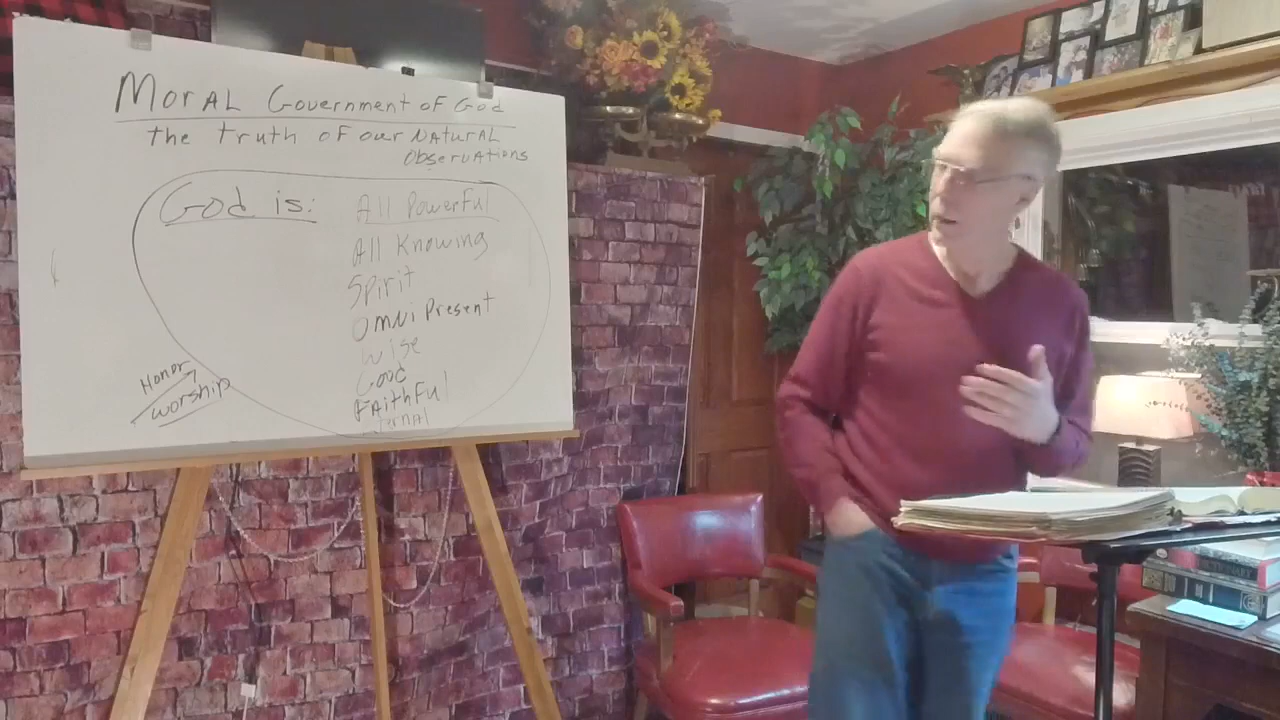 Moral Government of God
the truth of our Natural
Observations
God is: All Powerful
All Knowing
Spirit
Omni Present
Wise
Good
Faithful
Honor
Worship